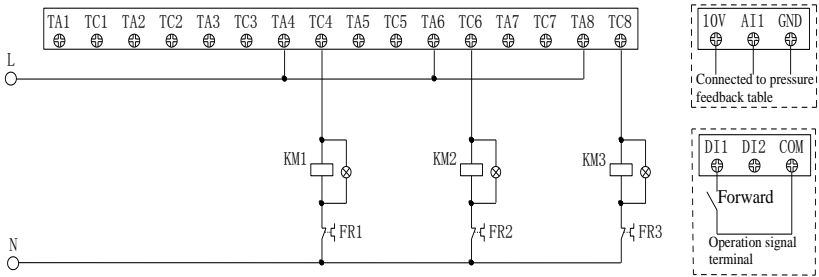 TA1 TC1 TA2 TC2 TA3 TC3 TA4 TC4 TA5 TC5 TA6 TC6 TA7 TC7 TA8 TC8
L
KM1 KM2 KM3
FR1 FR2 FR3
N
10V AI1 GND
Connected to pressure
feedback table
DI1 DI2 COM
Forward
Operation signal
terminal